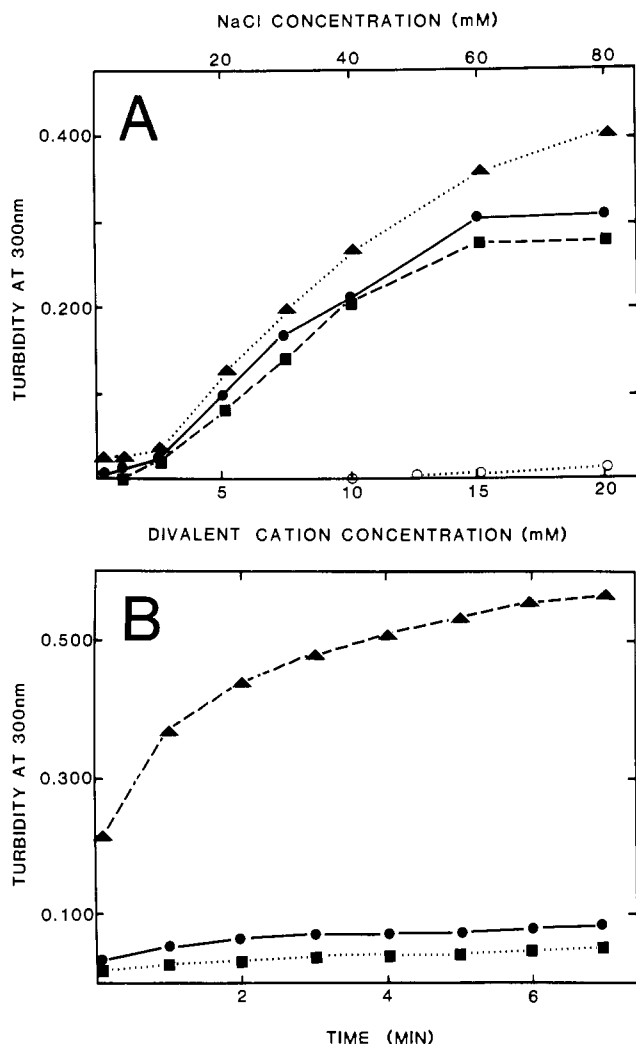 NaCl CONCENTRATION (mM)
20 40 60 80
A
0.400
0.200
TURBIDITY AT 300nm
5 10 15 20
DIVALENT CATION CONCENTRATION (mM)
B
0.500
0.300
0.100
TURBIDITY AT 300nm
2 4 6
TIME (MIN)